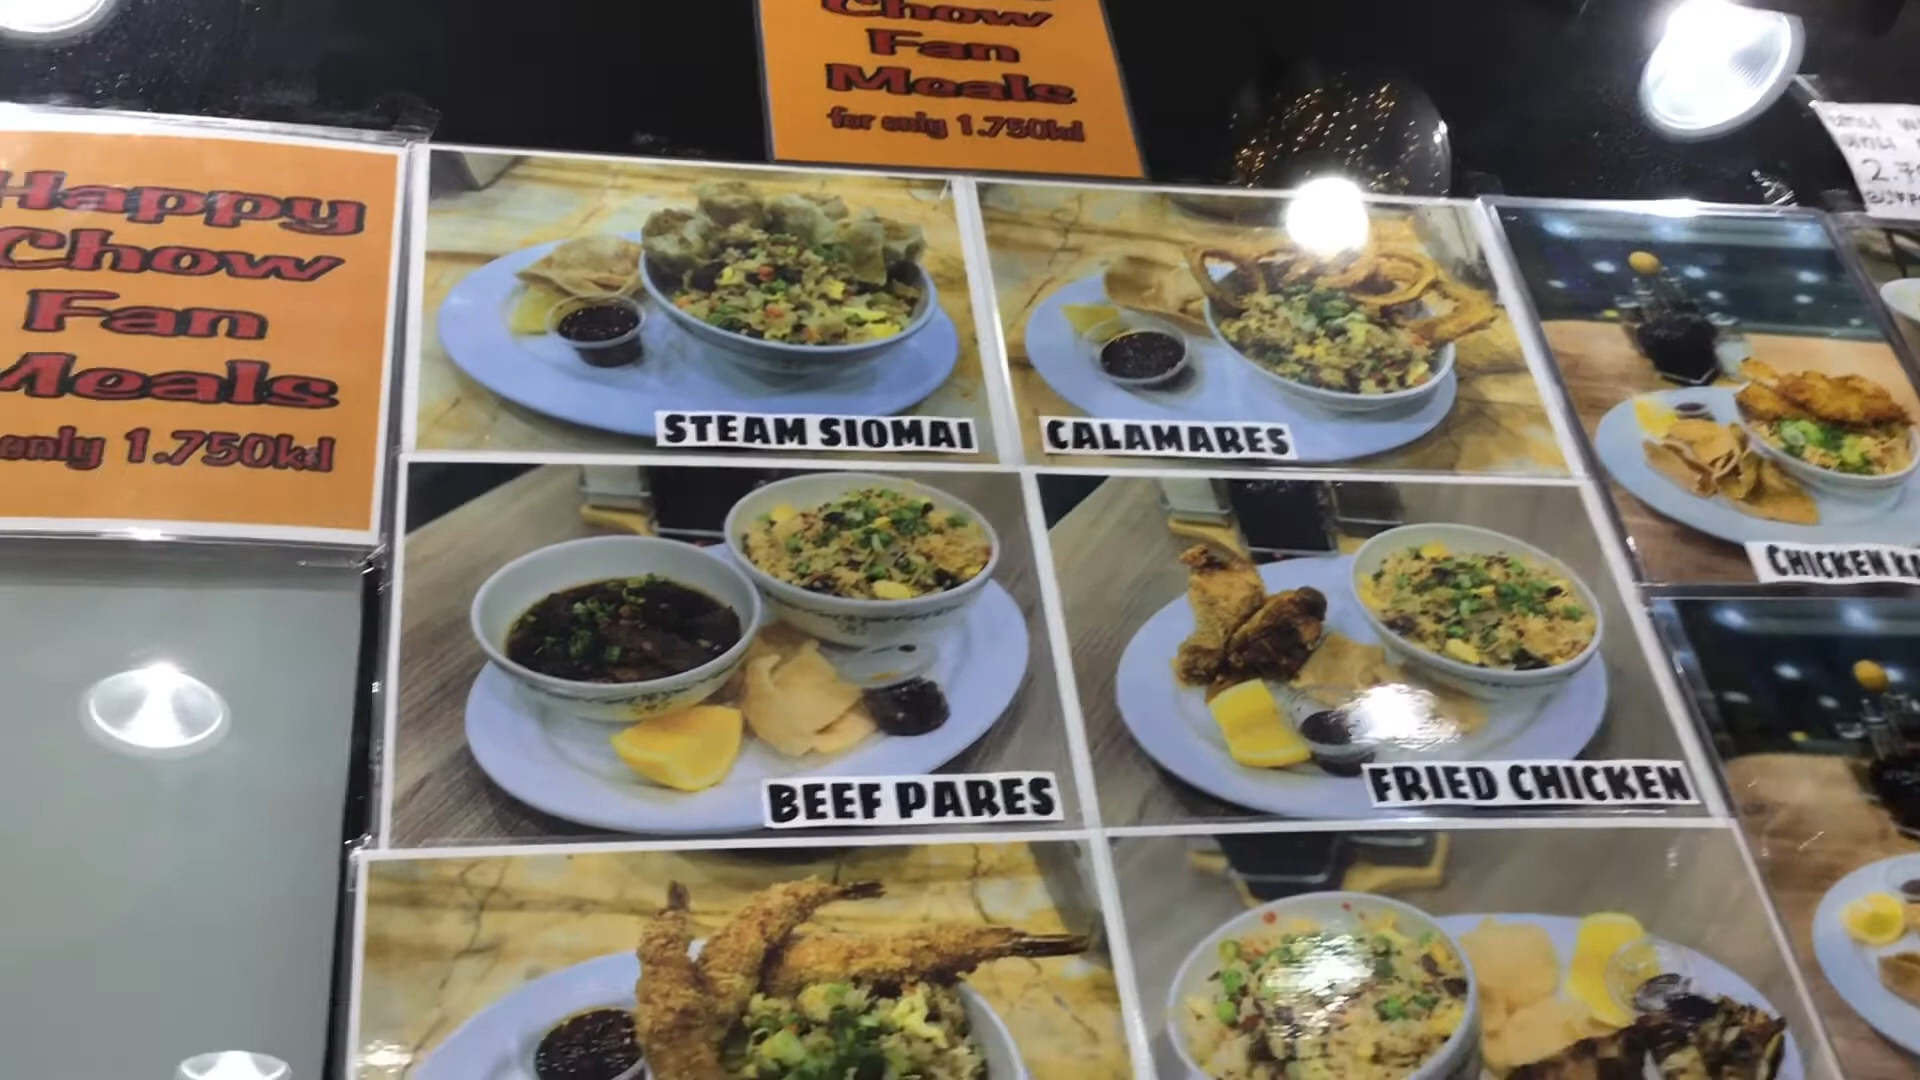 Chow
Fan
Meals
for only 1.750kd
Happy
Chow
Fan
Meals
only 1.750kd
STEAM SIOMAI
CALAMARES
BEEF PARES
FRIED CHICKEN
CHICKEN